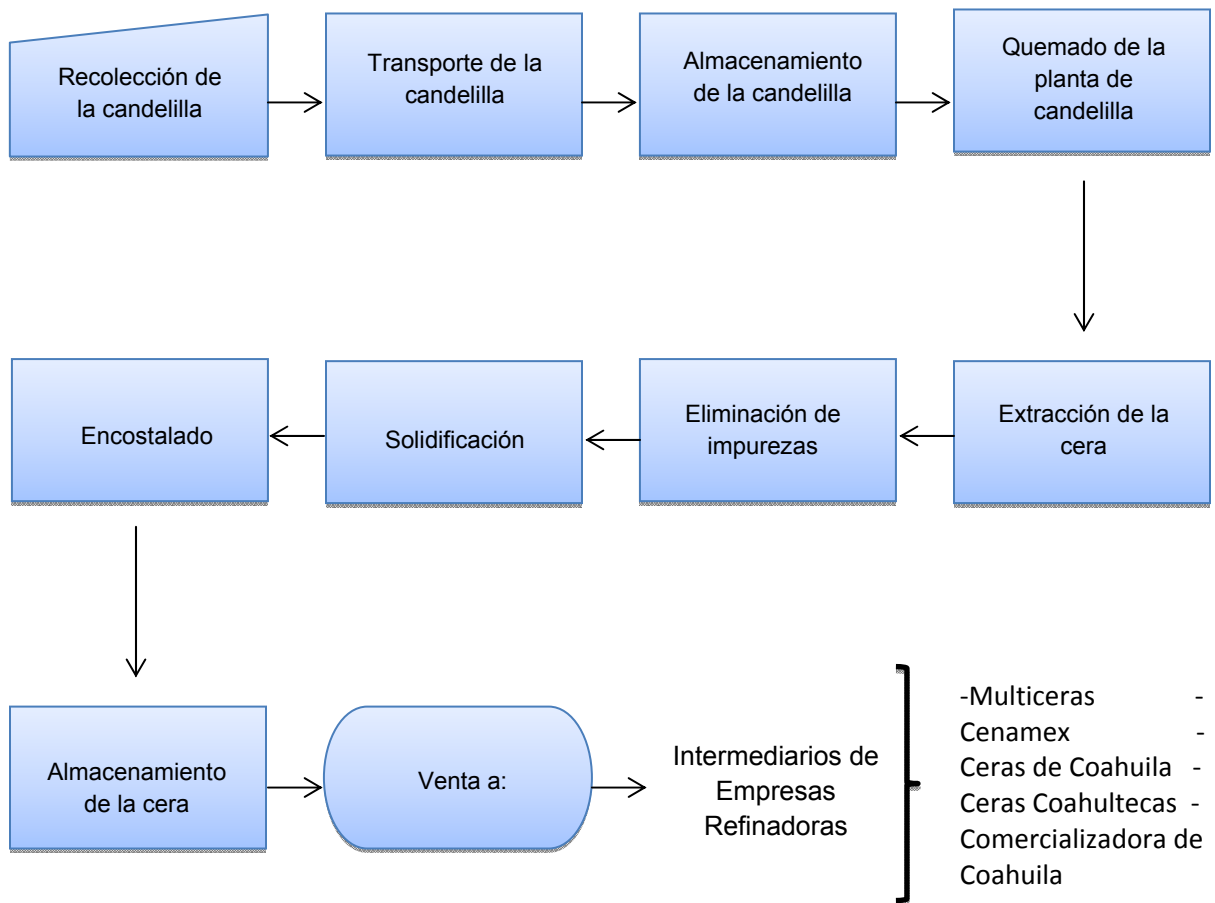 Recolección de
la candelilla
Transporte de la
candelilla
Almacenamiento
de la candelilla
Quemado de la
planta de
candelilla
Extracción de la
cera
Eliminación de
impurezas
Solidificación
Encostalado
Almacenamiento
de la cera
Venta a:
Intermediarios de
Empresas
Refinadoras
-Multiceras -
Cenamex -
Ceras de Coahuila -
Ceras Coahultecas -
Comercializadora de
Coahuila